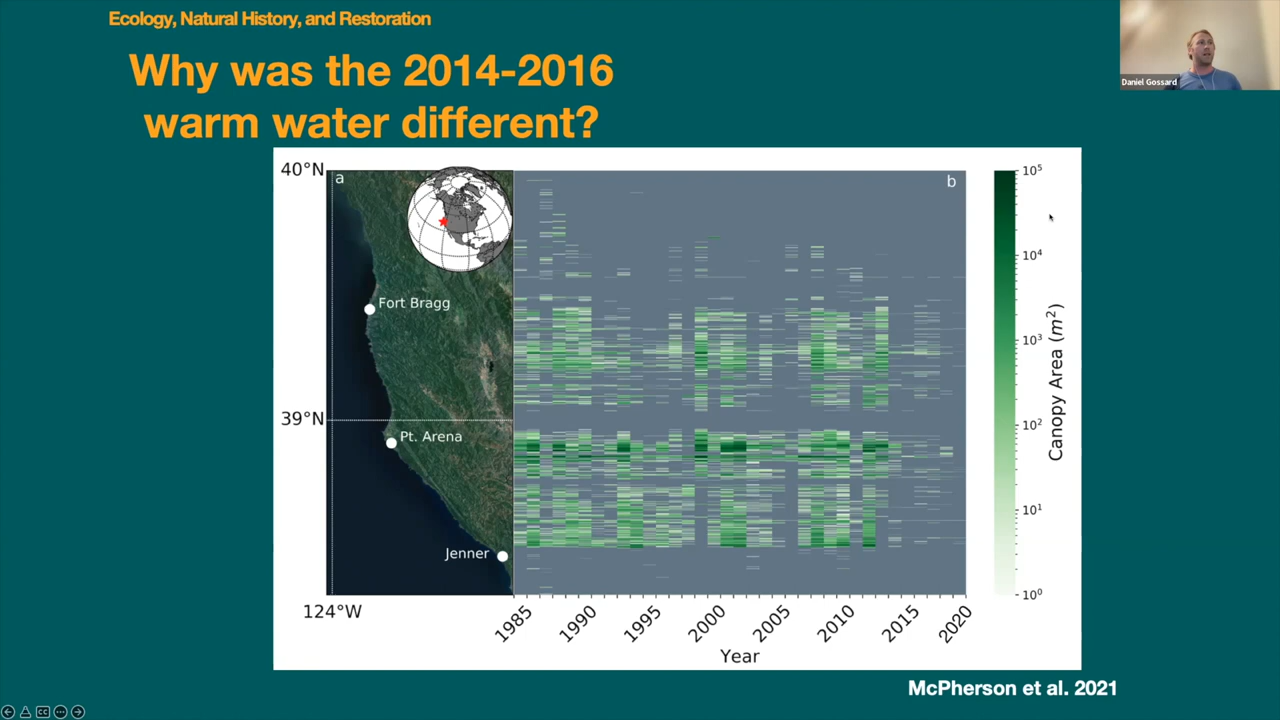 Ecology, Natural History, and Restoration
Why was the 2014-2016
warm water different?
Daniel Gossard
40°N
a
b
10⁵
Fort Bragg
10⁴
Canopy Area (m²)
10³
39°N
Pt. Arena
10²
10¹
Jenner
10⁰
124°W
1985
1990
1995
2000
2005
2010
2015
2020
Year
McPherson et al. 2021
CC